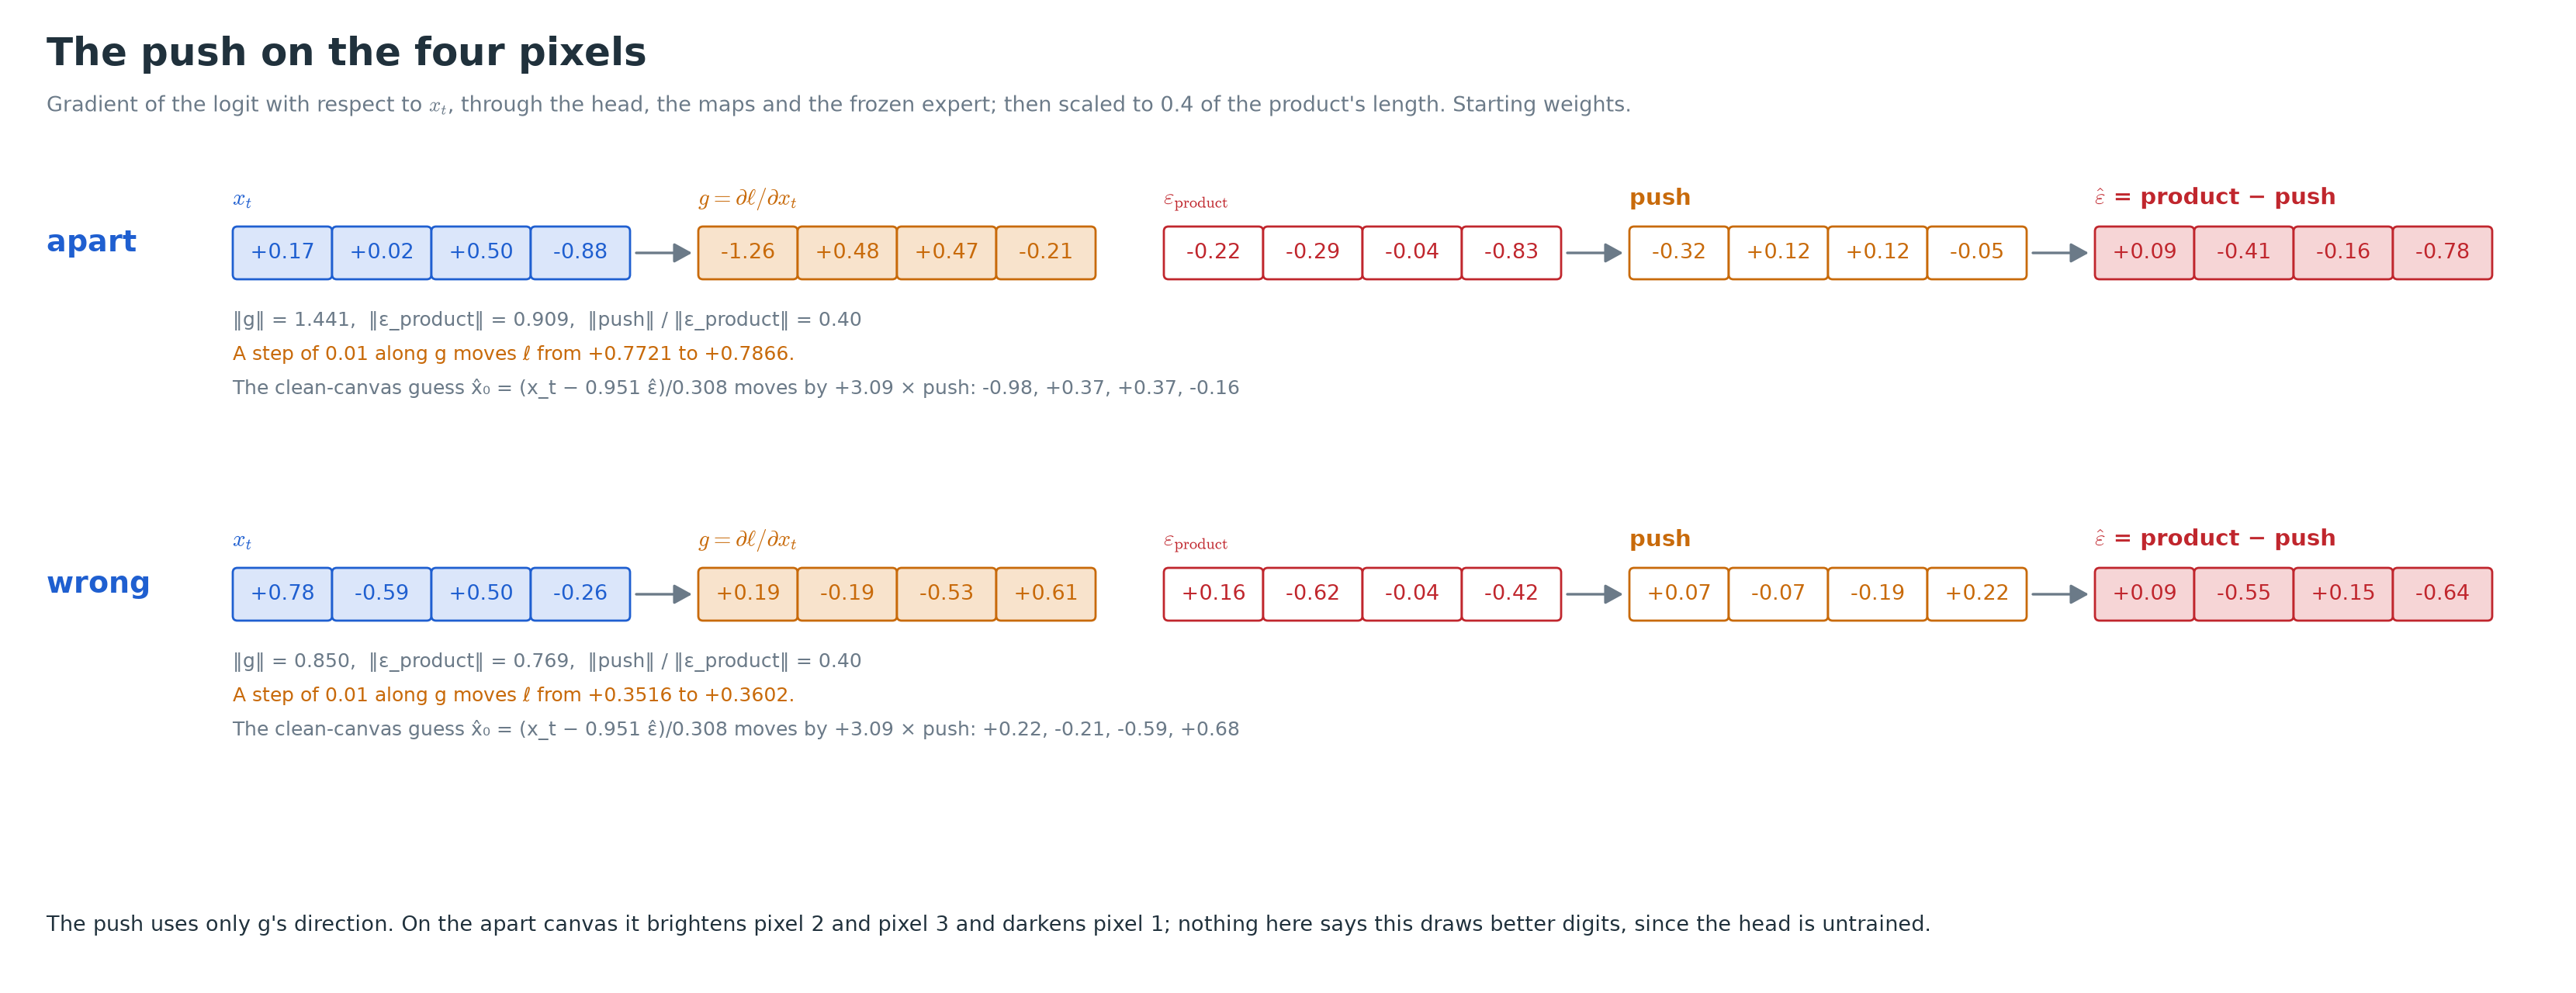 The push on the four pixels
Gradient of the logit with respect to xₜ, through the head, the maps and the frozen expert; then scaled to 0.4 of the product's length. Starting weights.
xₜ g = ∂ℓ/∂xₜ ε_product push ε̂ = product − push
apart +0.17 +0.02 +0.50 -0.88 -1.26 +0.48 +0.47 -0.21 -0.22 -0.29 -0.04 -0.83 -0.32 +0.12 +0.12 -0.05 +0.09 -0.41 -0.16 -0.78
‖g‖ = 1.441, ‖ε_product‖ = 0.909, ‖push‖ / ‖ε_product‖ = 0.40
A step of 0.01 along g moves ℓ from +0.7721 to +0.7866.
The clean-canvas guess x̂₀ = (x_t − 0.951 ε̂)/0.308 moves by +3.09 × push: -0.98, +0.37, +0.37, -0.16
xₜ g = ∂ℓ/∂xₜ ε_product push ε̂ = product − push
wrong +0.78 -0.59 +0.50 -0.26 +0.19 -0.19 -0.53 +0.61 +0.16 -0.62 -0.04 -0.42 +0.07 -0.07 -0.19 +0.22 +0.09 -0.55 +0.15 -0.64
‖g‖ = 0.850, ‖ε_product‖ = 0.769, ‖push‖ / ‖ε_product‖ = 0.40
A step of 0.01 along g moves ℓ from +0.3516 to +0.3602.
The clean-canvas guess x̂₀ = (x_t − 0.951 ε̂)/0.308 moves by +3.09 × push: +0.22, -0.21, -0.59, +0.68
The push uses only g's direction. On the apart canvas it brightens pixel 2 and pixel 3 and darkens pixel 1; nothing here says this draws better digits, since the head is untrained.